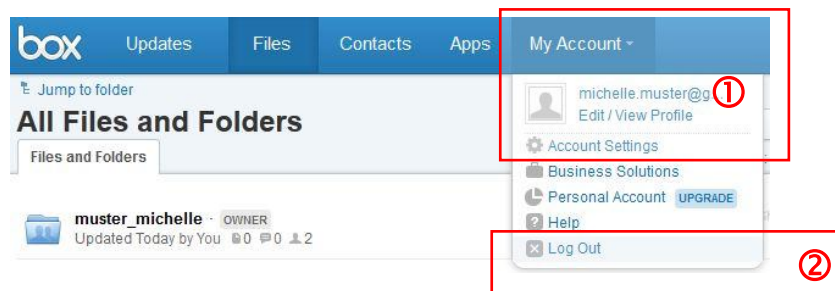 box Updates Files Contacts Apps My Account
Jump to folder
All Files and Folders
Files and Folders
muster_michelle · OWNER
Updated Today by You 0 0 2
michelle.muster@g...
①
Edit / View Profile
Account Settings
Business Solutions
Personal Account UPGRADE
Help
Log Out
②